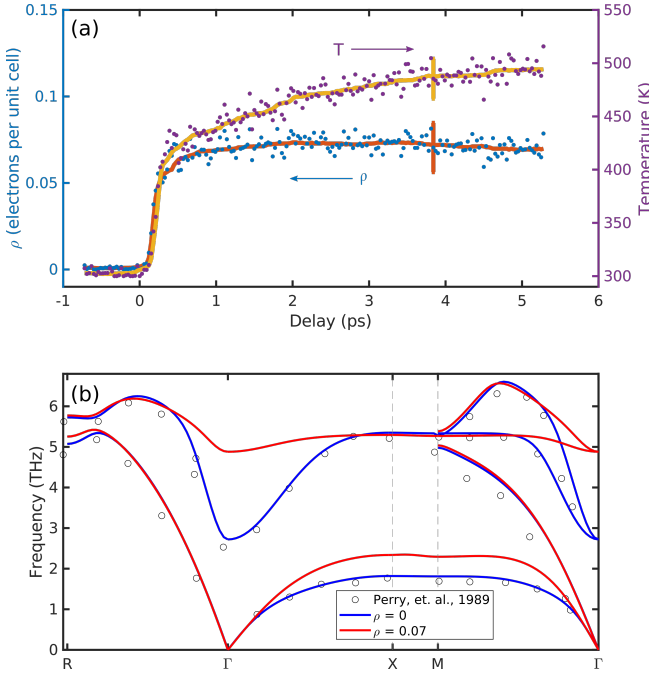 (a)
0.15
0.1
0.05
0
ρ (electrons per unit cell)
T
ρ
550
500
450
400
350
300
Temperature (K)
-1 0 1 2 3 4 5 6
Delay (ps)
(b)
6
5
4
3
2
1
0
Frequency (THz)
Perry, et. al., 1989
ρ = 0
ρ = 0.07
R Γ X M Γ